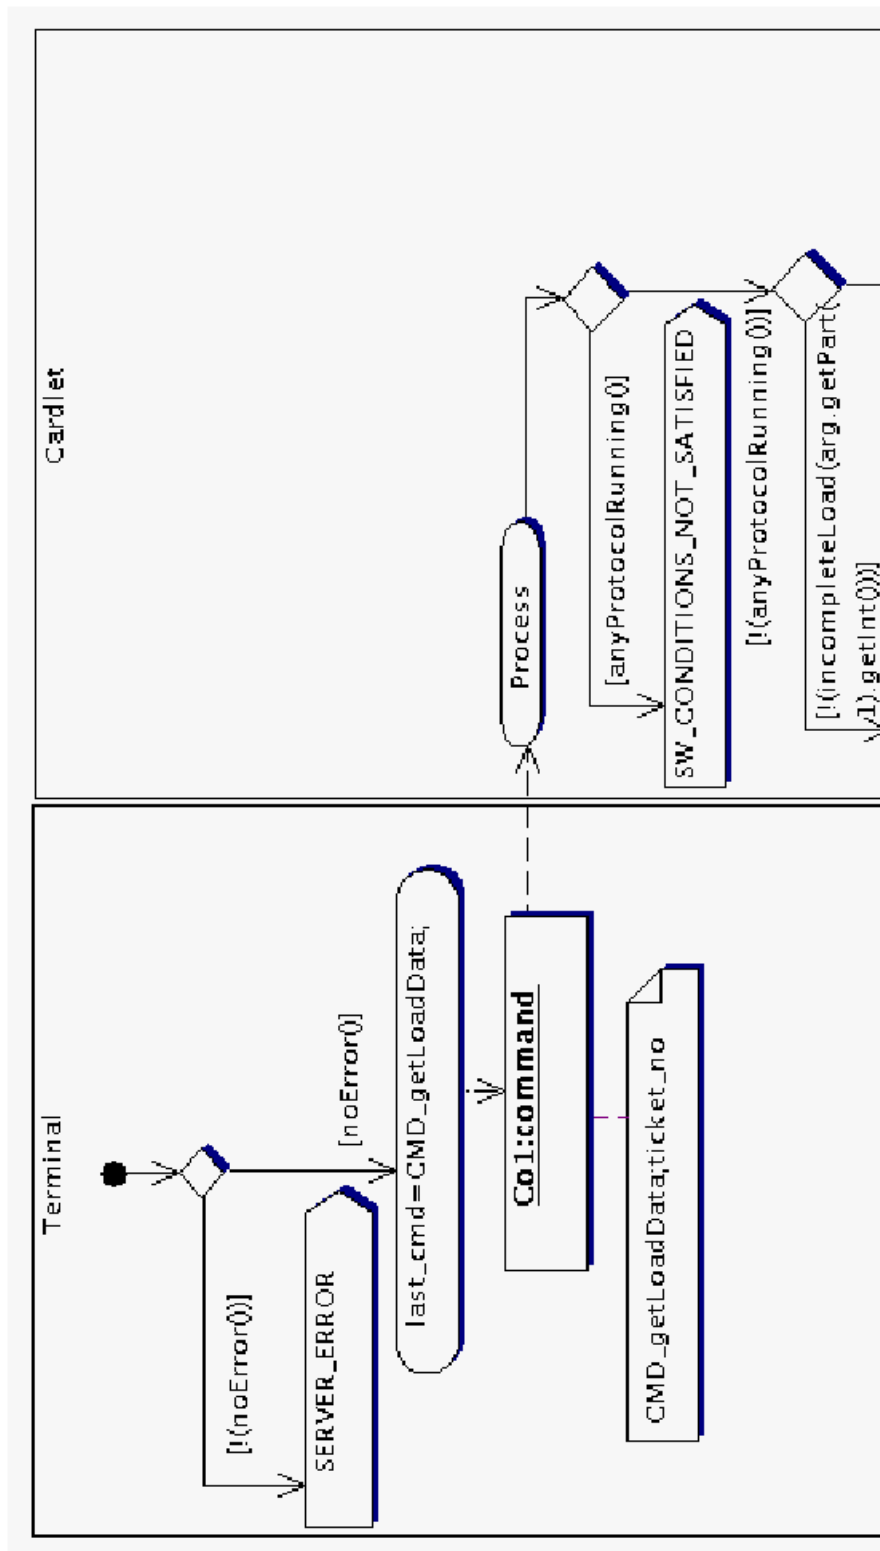 Terminal
[noError()]
[!(noError())]
SERVER_ERROR
last_cmd=CMD_getLoadData;
Co1:command
CMD_getLoadData;ticket_no
Cardlet
Process
[anyProtocolRunning()]
SW_CONDITIONS_NOT_SATISFIED
[!(anyProtocolRunning())]
[!(incompleteLoad(arg.getPart(
1).getInt()))]